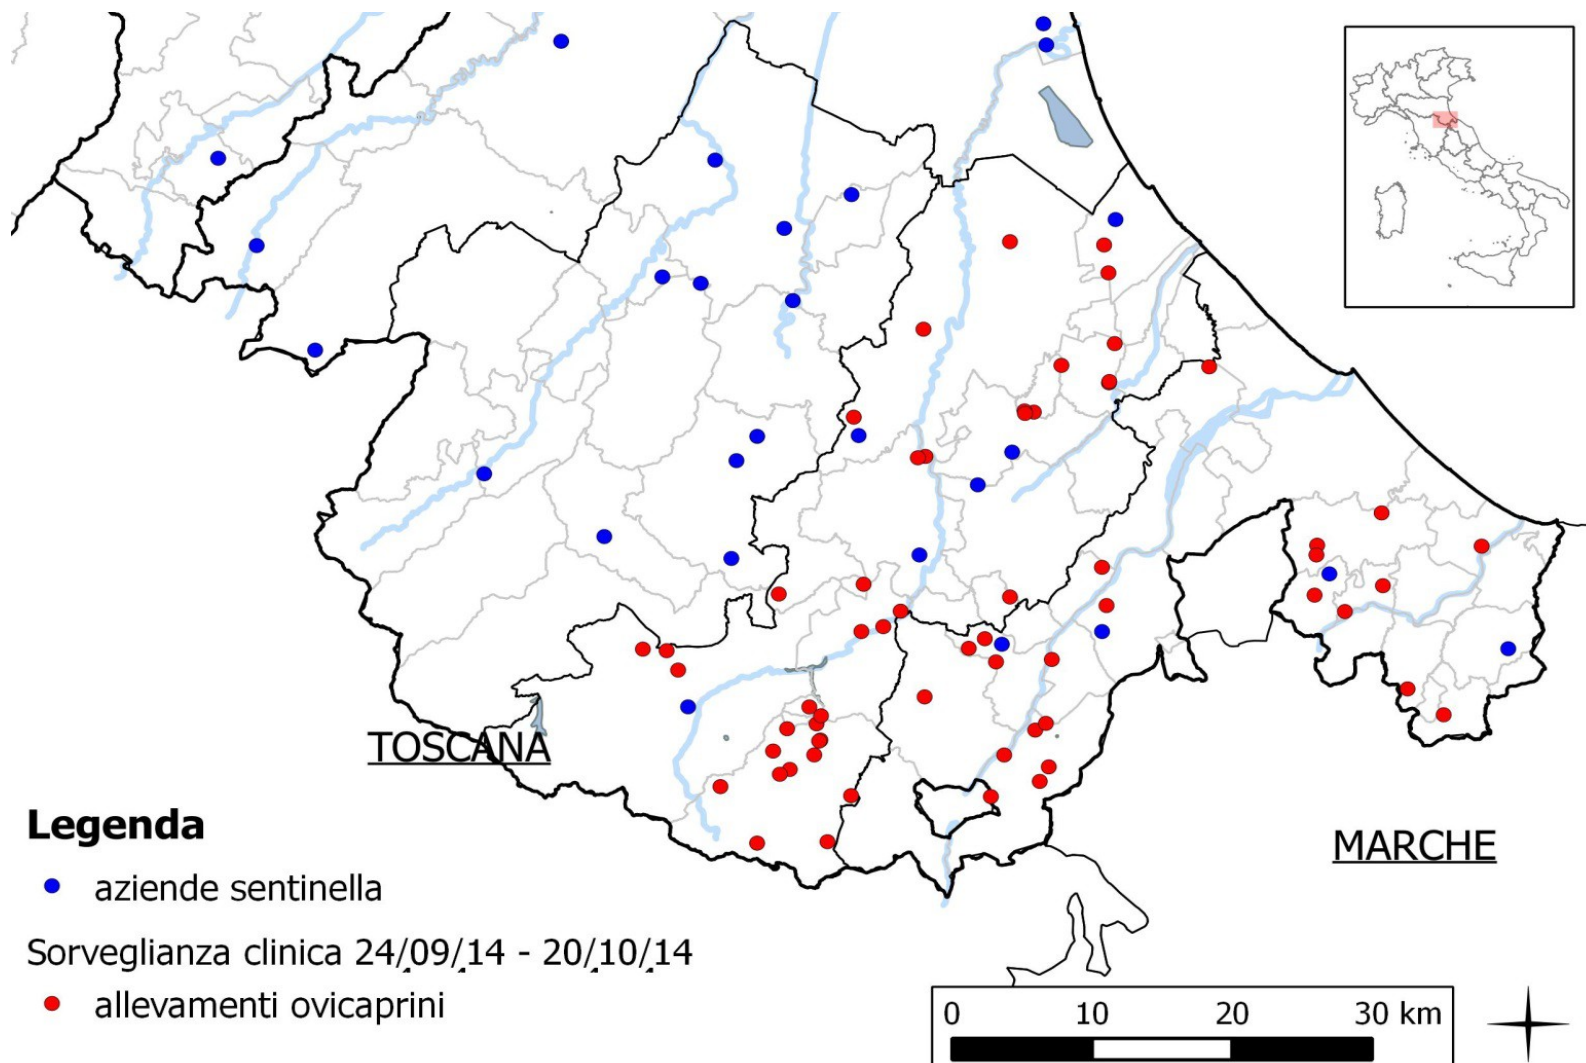 TOSCANA
MARCHE
Legenda
aziende sentinella
Sorveglianza clinica 24/09/14 - 20/10/14
allevamenti ovicaprini
0 10 20 30 km